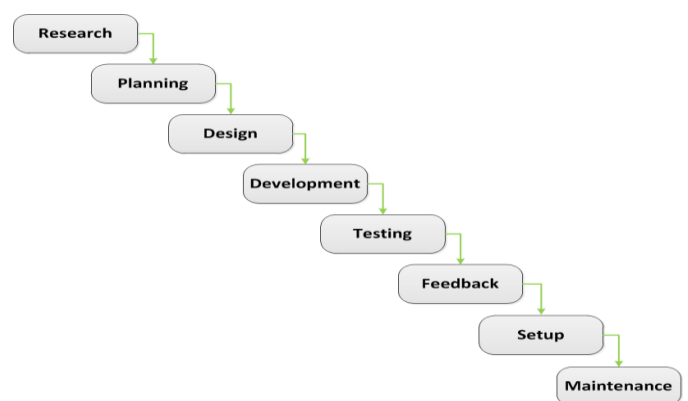 Research
Planning
Design
Development
Testing
Feedback
Setup
Maintenance